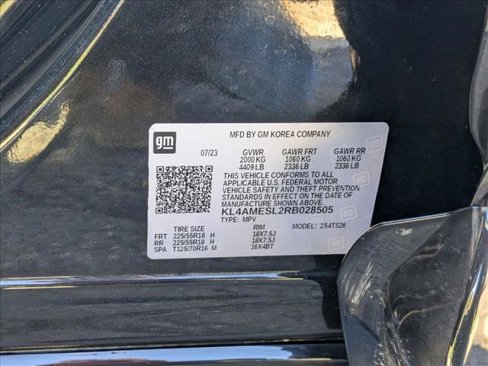 gm
MFD BY GM KOREA COMPANY
07/23 GVWR GAWR FRT GAWR RR
2000 KG 1060 KG 1060 KG
4409 LB 2336 LB 2336 LB
THIS VEHICLE CONFORMS TO ALL
APPLICABLE U.S. FEDERAL MOTOR
VEHICLE SAFETY AND THEFT PREVENTION
STANDARDS IN EFFECT ON THE DATE OF
MANUFACTURE SHOWN ABOVE.
KL4AMESL2RB028505
TYPE: MPV MODEL: 254TS26
TIRE SIZE RIM
FRT 225/55R18 H 18X7.5J
RR 225/55R18 H 18X7.5J
SPA T125/70R16 M 16X4BT